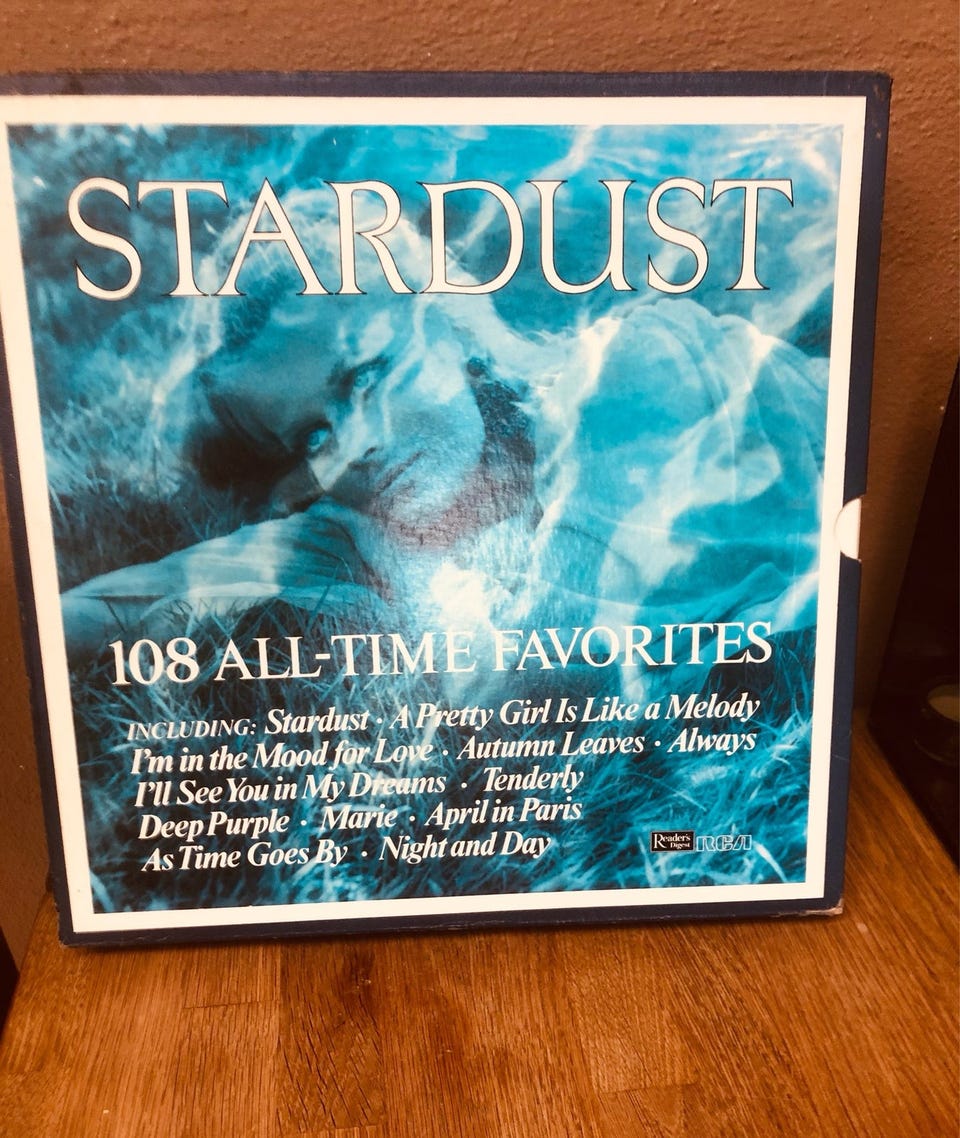 STARDUST
108 ALL-TIME FAVORITES
INCLUDING: Stardust · A Pretty Girl Is Like a Melody
I'm in the Mood for Love · Autumn Leaves · Always
I'll See You in My Dreams · Tenderly
Deep Purple · Marie · April in Paris
As Time Goes By · Night and Day
Reader's
Digest
RCA